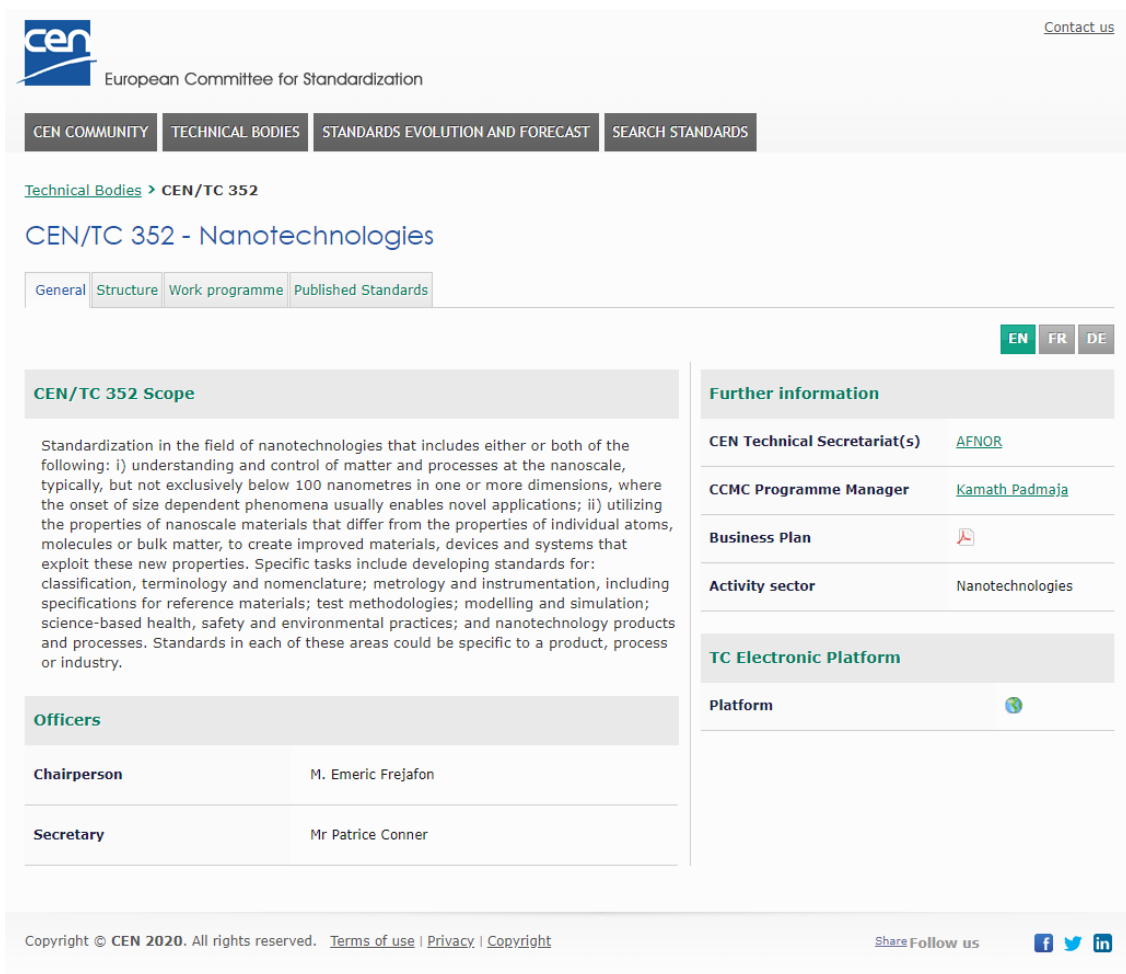 Contact us
cen
European Committee for Standardization
CEN COMMUNITY TECHNICAL BODIES STANDARDS EVOLUTION AND FORECAST SEARCH STANDARDS
Technical Bodies > CEN/TC 352
CEN/TC 352 - Nanotechnologies
General Structure Work programme Published Standards
EN FR DE
CEN/TC 352 Scope
Standardization in the field of nanotechnologies that includes either or both of the
following: i) understanding and control of matter and processes at the nanoscale,
typically, but not exclusively below 100 nanometres in one or more dimensions, where
the onset of size dependent phenomena usually enables novel applications; ii) utilizing
the properties of nanoscale materials that differ from the properties of individual atoms,
molecules or bulk matter, to create improved materials, devices and systems that
exploit these new properties. Specific tasks include developing standards for:
classification, terminology and nomenclature; metrology and instrumentation, including
specifications for reference materials; test methodologies; modelling and simulation;
science-based health, safety and environmental practices; and nanotechnology products
and processes. Standards in each of these areas could be specific to a product, process
or industry.
Officers
Chairperson M. Emeric Frejafon
Secretary Mr Patrice Conner
Further information
CEN Technical Secretariat(s) AFNOR
CCMC Programme Manager Kamath Padmaja
Business Plan
Activity sector Nanotechnologies
TC Electronic Platform
Platform
Copyright © CEN 2020. All rights reserved. Terms of use | Privacy | Copyright
Share Follow us